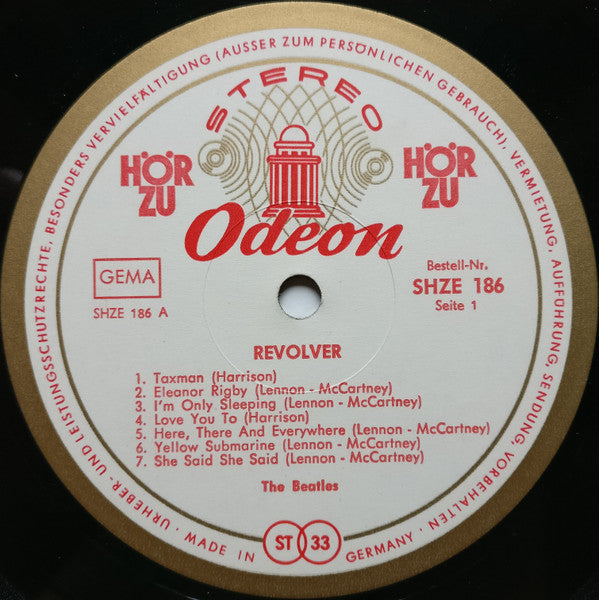 URHEBER- UND LEISTUNGSSCHUTZRECHTE, BESONDERS VERVIELFÄLTIGUNG (AUSSER ZUM PERSÖNLICHEN GEBRAUCH), VERMIETUNG, AUFFÜHRUNG, SENDUNG, VORBEHALTEN ·
STEREO
HÖR
ZU
HÖR
ZU
Odeon
GEMA
SHZE 186 A
Bestell-Nr.
SHZE 186
Seite 1
REVOLVER
1. Taxman (Harrison)
2. Eleanor Rigby (Lennon - McCartney)
3. I'm Only Sleeping (Lennon - McCartney)
4. Love You To (Harrison)
5. Here, There And Everywhere (Lennon - McCartney)
6. Yellow Submarine (Lennon - McCartney)
7. She Said She Said (Lennon - McCartney)
The Beatles
· MADE IN ST 33 GERMANY ·